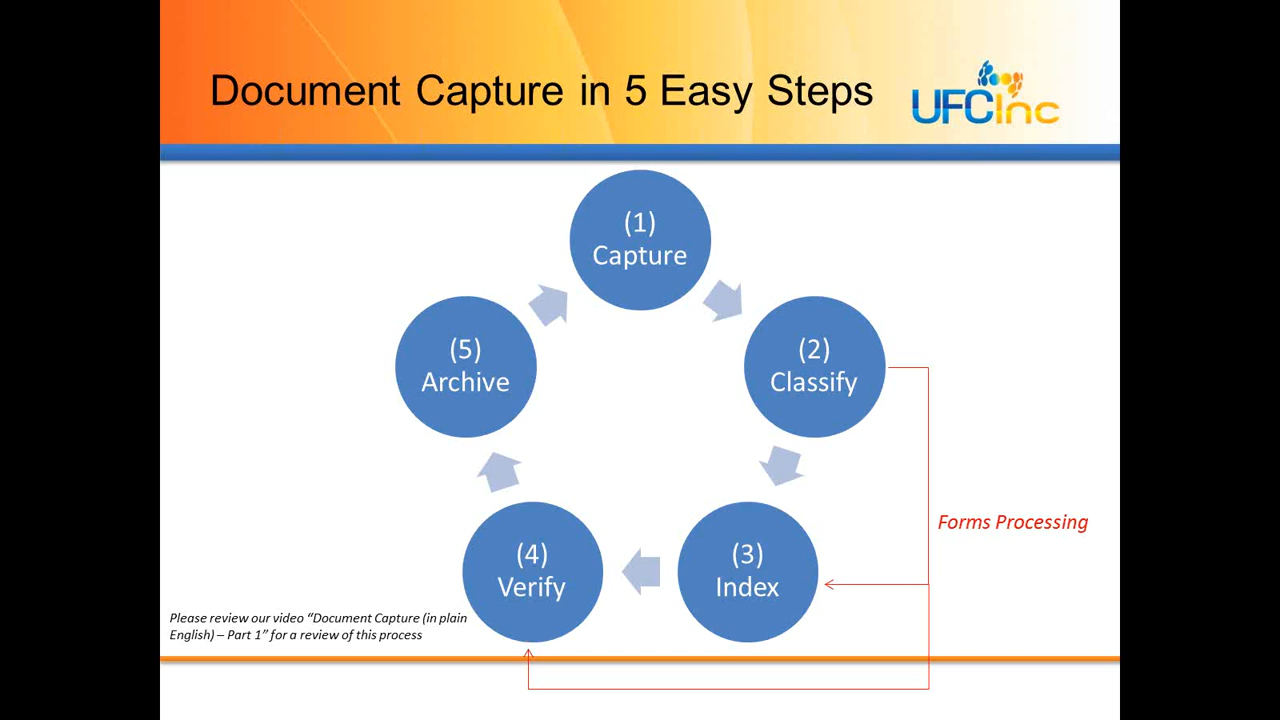 Document Capture in 5 Easy Steps
UFCInc
(1)
Capture
(5)
Archive
(2)
Classify
Forms Processing
(4)
Verify
(3)
Index
Please review our video “Document Capture (in plain
English) – Part 1” for a review of this process